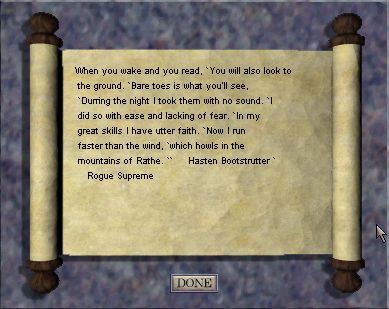 When you wake and you read, `You will also look to
the ground. `Bare toes is what you'll see,
`Durring the night I took them with no sound. `I
did so with ease and lacking of fear. `In my
great skills I have utter faith. `Now I run
faster than the wind, `which howls in the
mountains of Rathe. `` Hasten Bootstrutter `
Rogue Supreme
DONE